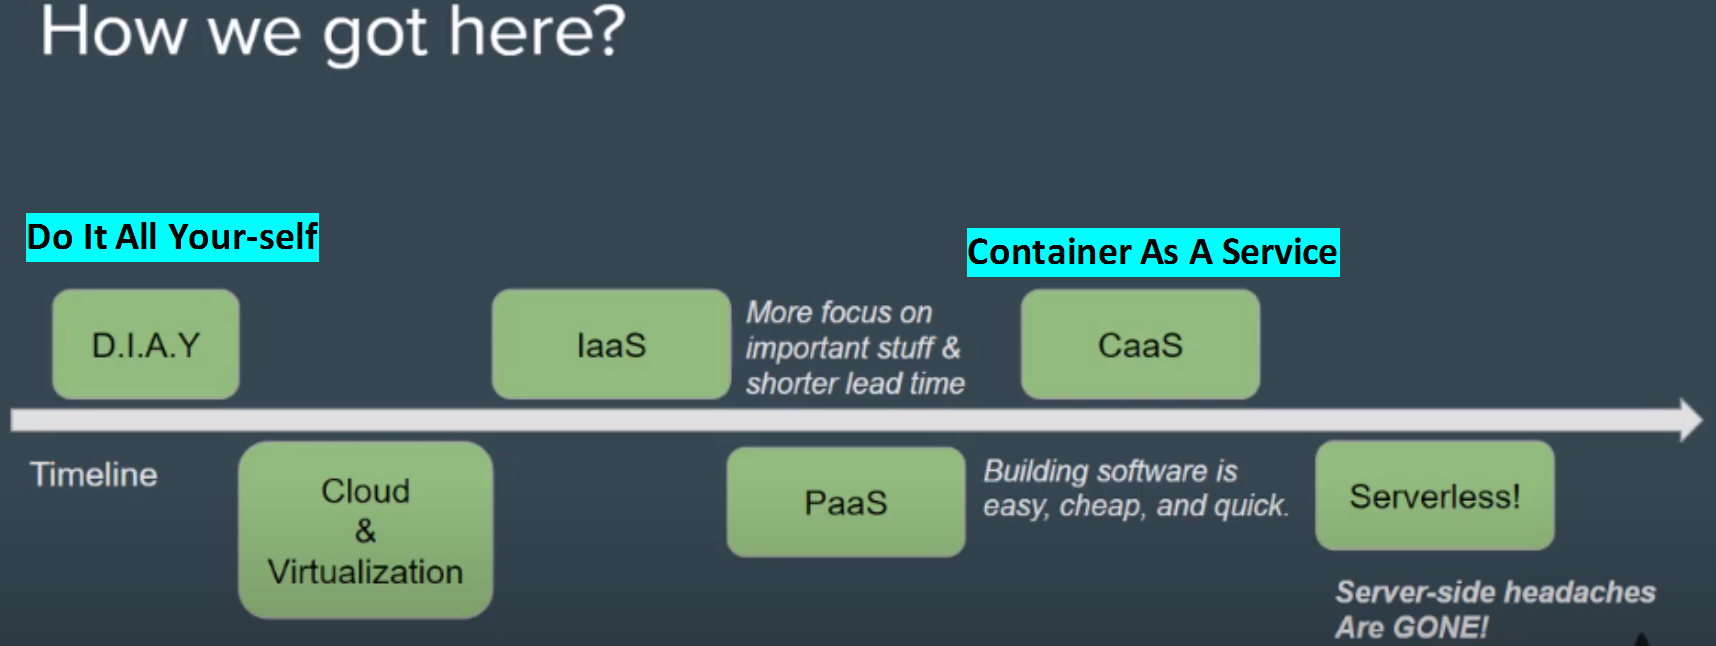 How we got here?
Do It All Your-self
Container As A Service
D.I.A.Y
IaaS
More focus on
important stuff &
shorter lead time
CaaS
Timeline
Cloud
&
Virtualization
PaaS
Building software is
easy, cheap, and quick.
Serverless!
Server-side headaches
Are GONE!